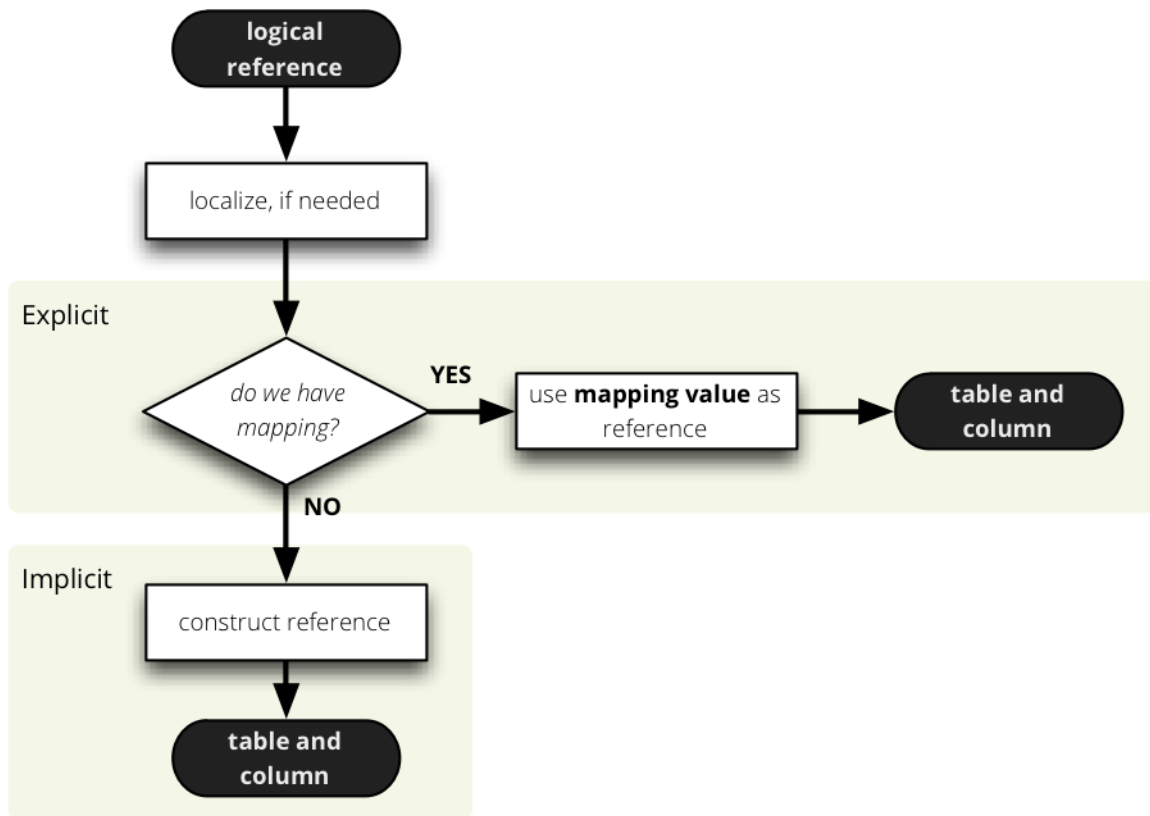 logical
reference
localize, if needed
Explicit
do we have
mapping?
YES
use mapping value as
reference
table and
column
NO
Implicit
construct reference
table and
column